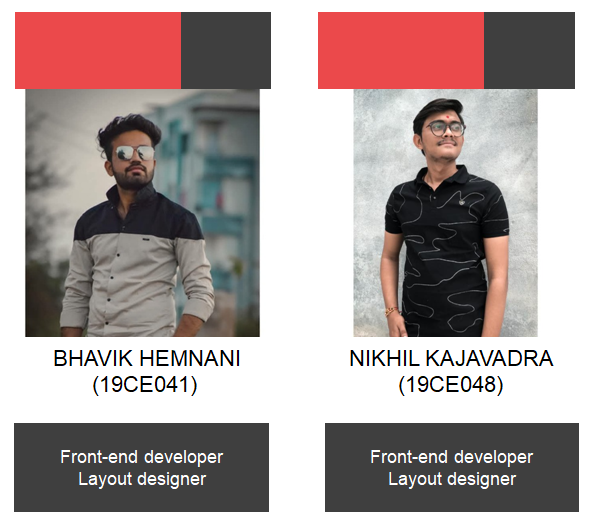 BHAVIK HEMNANI
(19CE041)
Front-end developer
Layout designer
NIKHIL KAJAVADRA
(19CE048)
Front-end developer
Layout designer